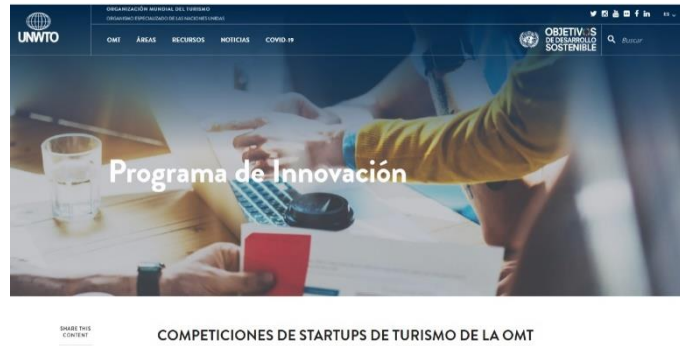 ORGANIZACIÓN MUNDIAL DEL TURISMO
ORGANISMO ESPECIALIZADO DE LAS NACIONES UNIDAS
UNWTO
OMT ÁREAS RECURSOS NOTICIAS COVID-19
OBJETIVOS
DE DESARROLLO
SOSTENIBLE
Buscar
Programa de Innovación
SHARE THIS
CONTENT
COMPETICIONES DE STARTUPS DE TURISMO DE LA OMT